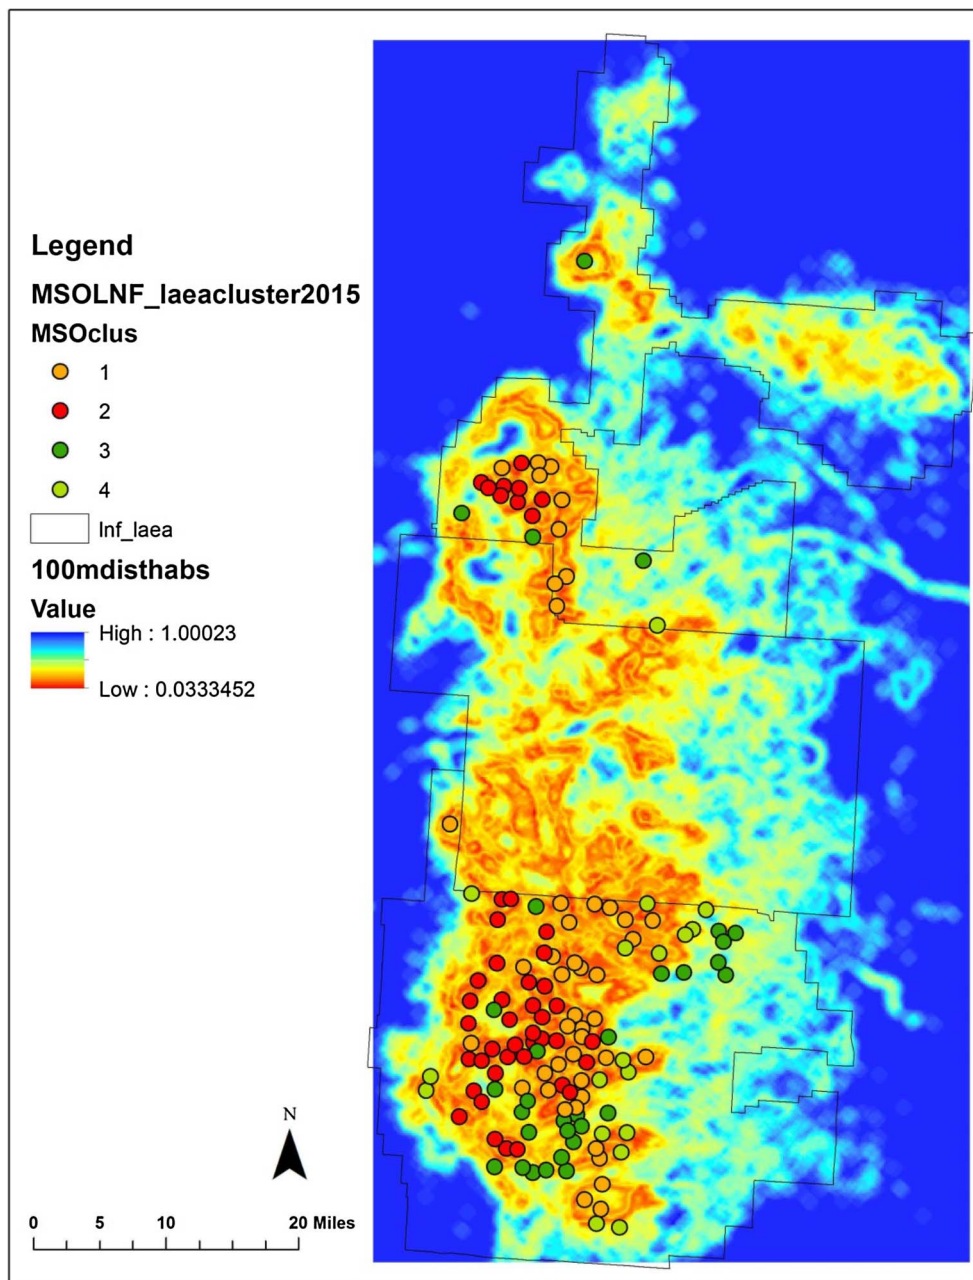 Legend
MSOLNF_laeacluster2015
MSOclus
1
2
3
4
Inf_laea
100mdisthabs
Value
High : 1.00023
Low : 0.0333452
N
0 5 10 20 Miles